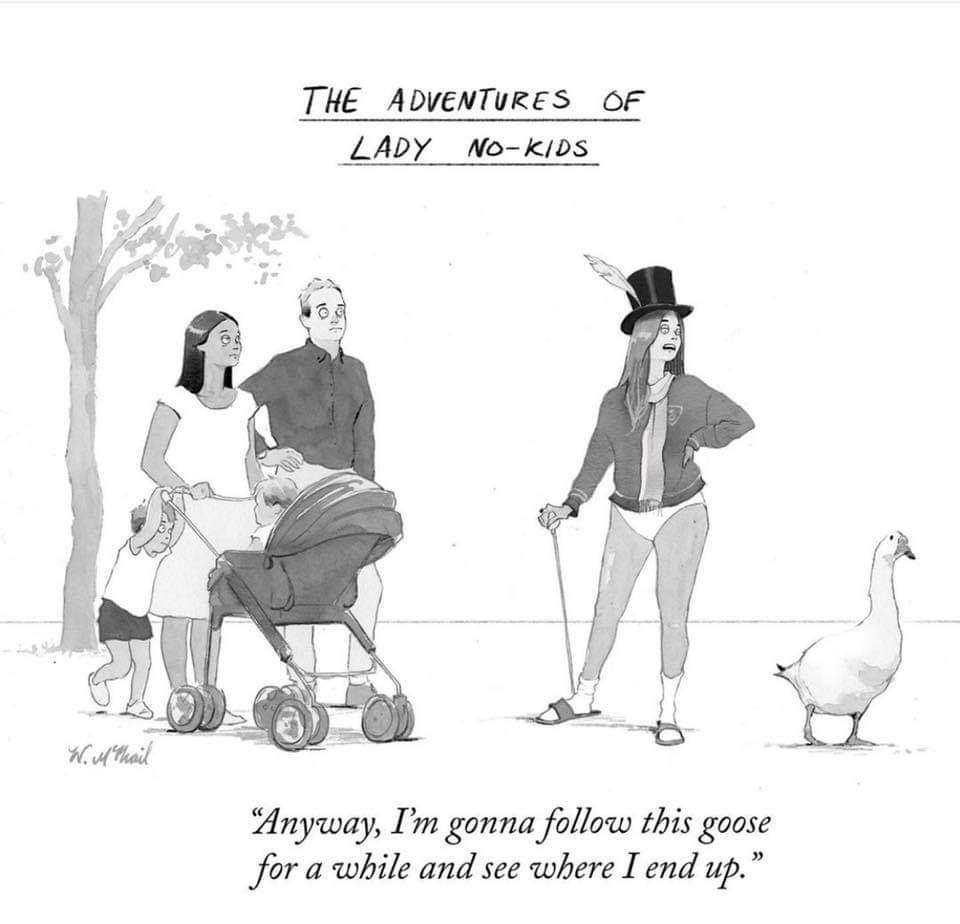 THE ADVENTURES OF
LADY NO-KIDS
W. McPhail
“Anyway, I’m gonna follow this goose
for a while and see where I end up.”